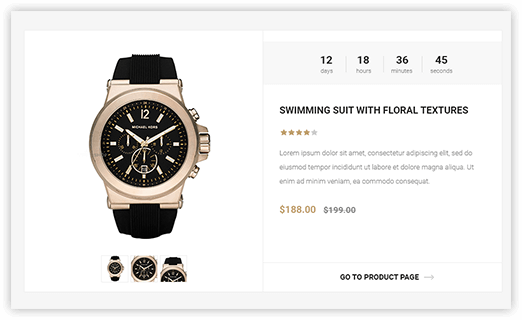 MICHAEL KORS
12 18 36 45
days hours minutes seconds
SWIMMING SUIT WITH FLORAL TEXTURES
Lorem ipsum dolor sit amet, consectetur adipiscing elit, sed do
eiusmod tempor incididunt ut labore et dolore magna aliqua. Ut
enim ad minim veniam, ea commodo consequat.
$188.00 $199.00
GO TO PRODUCT PAGE